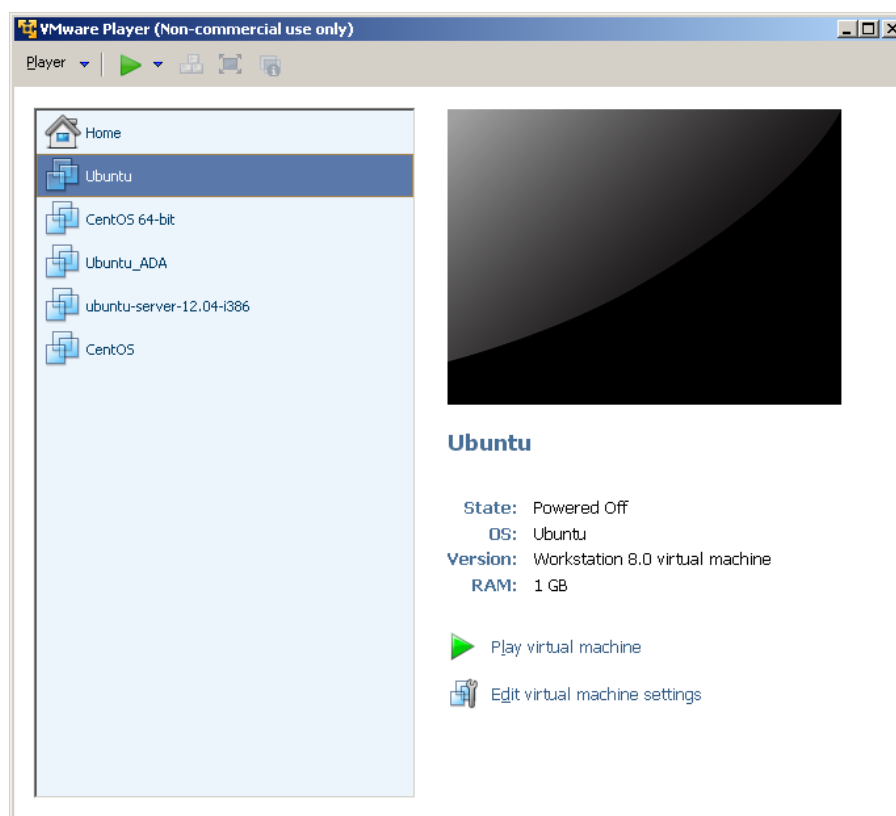 VMware Player (Non-commercial use only)
Player
Home
Ubuntu
CentOS 64-bit
Ubuntu_ADA
ubuntu-server-12.04-i386
CentOS
Ubuntu
State: Powered Off
OS: Ubuntu
Version: Workstation 8.0 virtual machine
RAM: 1 GB
Play virtual machine
Edit virtual machine settings